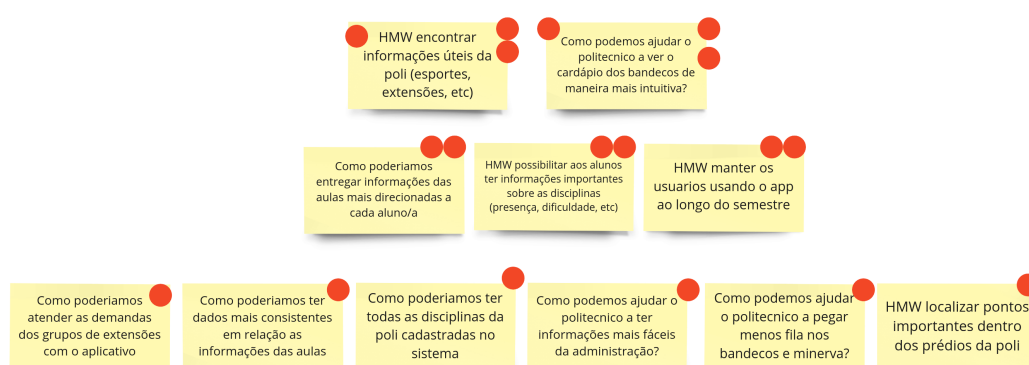 HMW encontrar
informações úteis da
poli (esportes,
extensões, etc)
Como podemos ajudar o
politecnico a ver o
cardápio dos bandecos de
maneira mais intuitiva?
Como poderiamos
entregar informações das
aulas mais direcionadas a
cada aluno/a
HMW possibilitar aos alunos
ter informações importantes
sobre as disciplinas
(presença, dificuldade, etc)
HMW manter os
usuarios usando o app
ao longo do semestre
Como poderiamos
atender as demandas
dos grupos de extensões
com o aplicativo
Como poderiamos ter
dados mais consistentes
em relação as
informações das aulas
Como poderiamos ter
todas as disciplinas da
poli cadastradas no
sistema
Como podemos ajudar o
politecnico a ter
informações mais fáceis
da administração?
Como podemos ajudar
o politecnico a pegar
menos fila nos
bandecos e minerva?
HMW localizar pontos
importantes dentro
dos prédios da poli